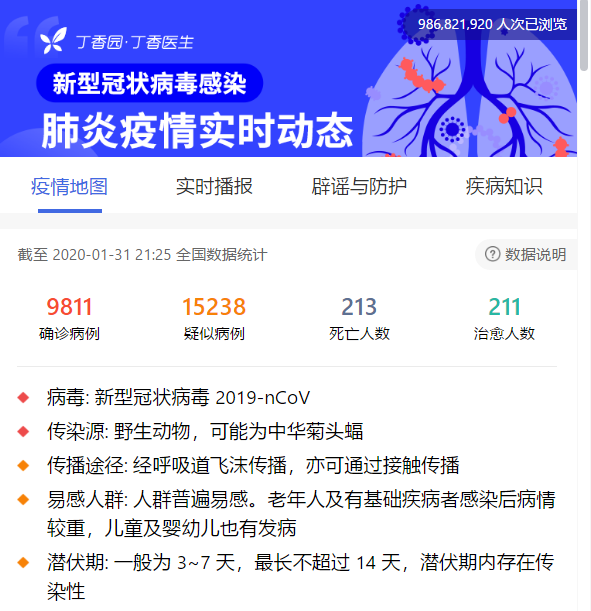 986,821,920 人次已浏览
丁香园·丁香医生
新型冠状病毒感染
肺炎疫情实时动态
疫情地图 实时播报 辟谣与防护 疾病知识
截至 2020-01-31 21:25 全国数据统计 ? 数据说明
9811 15238 213 211
确诊病例 疑似病例 死亡人数 治愈人数
病毒: 新型冠状病毒 2019-nCoV
传染源: 野生动物，可能为中华菊头蝠
传播途径: 经呼吸道飞沫传播，亦可通过接触传播
易感人群: 人群普遍易感。老年人及有基础疾病者感染后病情
较重，儿童及婴幼儿也有发病
潜伏期: 一般为 3~7 天，最长不超过 14 天，潜伏期内存在传
染性